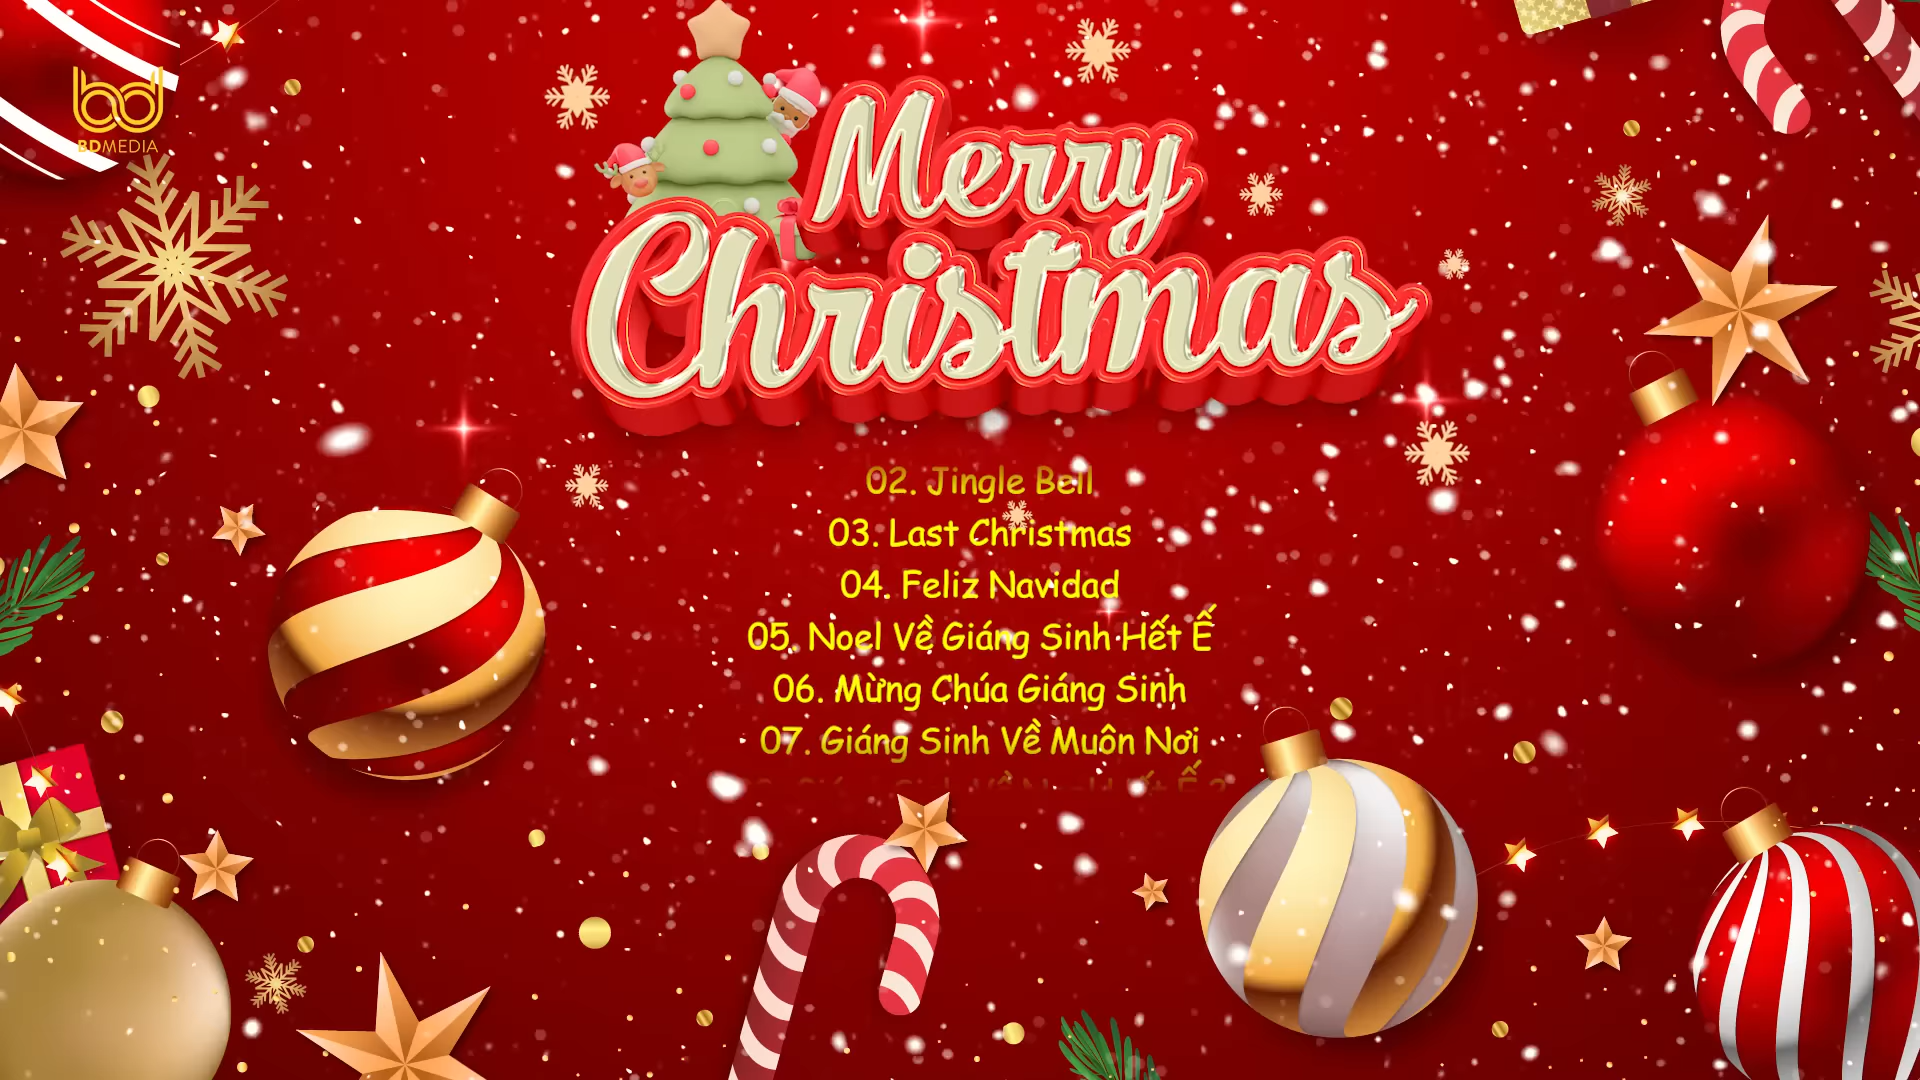 BDMEDIA
Merry
Christmas
02. Jingle Bell
03. Last Christmas
04. Feliz Navidad
05. Noel Về Giáng Sinh Hết Ế
06. Mừng Chúa Giáng Sinh
07. Giáng Sinh Về Muôn Nơi